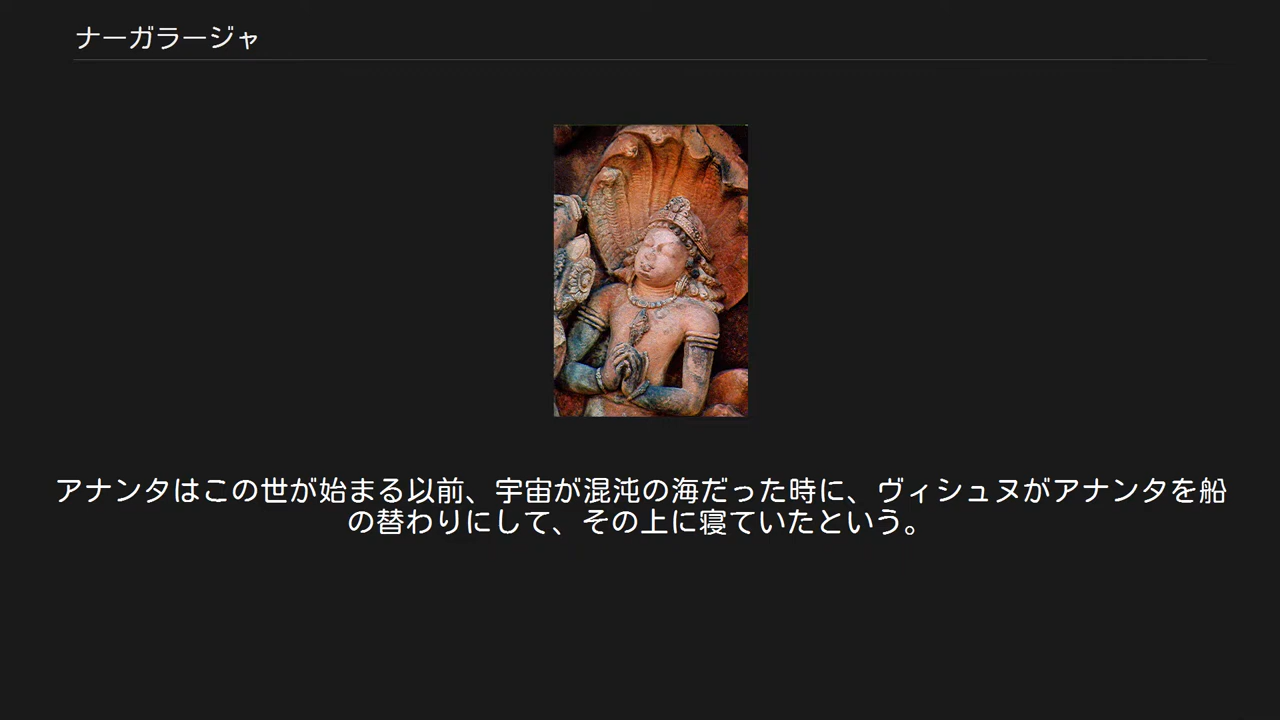 ナーガラージャ
アナンタはこの世が始まる以前、宇宙が混沌の海だった時に、ヴィシュヌがアナンタを船
の替わりにして、その上に寝ていたという。